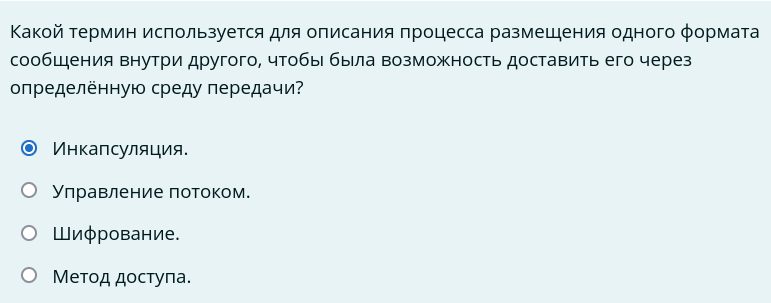 Какой термин используется для описания процесса размещения одного формата
сообщения внутри другого, чтобы была возможность доставить его через
определённую среду передачи?
Инкапсуляция.
Управление потоком.
Шифрование.
Метод доступа.